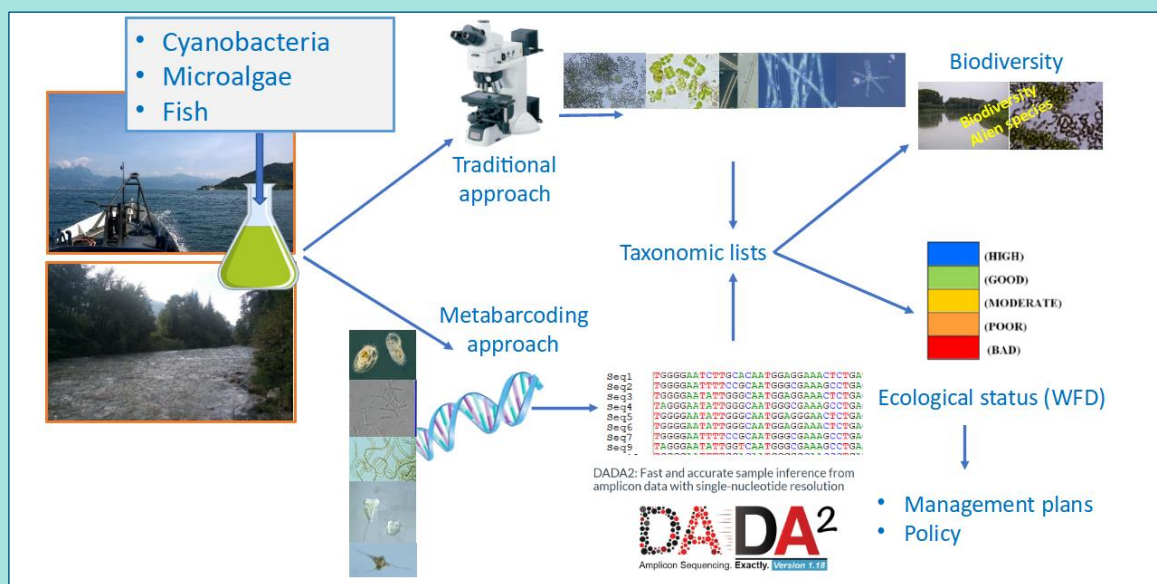 • Cyanobacteria
• Microalgae
• Fish
Traditional
approach
Metabarcoding
approach
Taxonomic lists
Biodiversity
Biodiversity
Alien species
(HIGH)
(GOOD)
(MODERATE)
(POOR)
(BAD)
Ecological status (WFD)
• Management plans
• Policy
Seq1 TGGGGAATCTTGCACAATGGAGGAAACTCTGA
Seq2 TGGGGAATTTTCCGCAATGGGCGAAAGCCTGA
Seq3 TGGGGAATATTGGGCAATGGAGGAAACTCTGA
Seq4 TAGGGAATATTGGGCAATGGGCGAAAGCCTGA
Seq5 TGGGGAATATTGGGCAATGGAGGGAACTCTGA
Seq6 TGGGGAATATTGGGCAATGGAGGAAACTCTGA
Seq7 TGGGGAATTTTCCGCAATGGGCGAAAGCCTGA
Seq9 TAGGGAATATTGGTCAATGGGCGAAAGCCTGA
DADA2: Fast and accurate sample inference from
amplicon data with single-nucleotide resolution
DADA2
Amplicon Sequencing. Exactly. Version 1.18